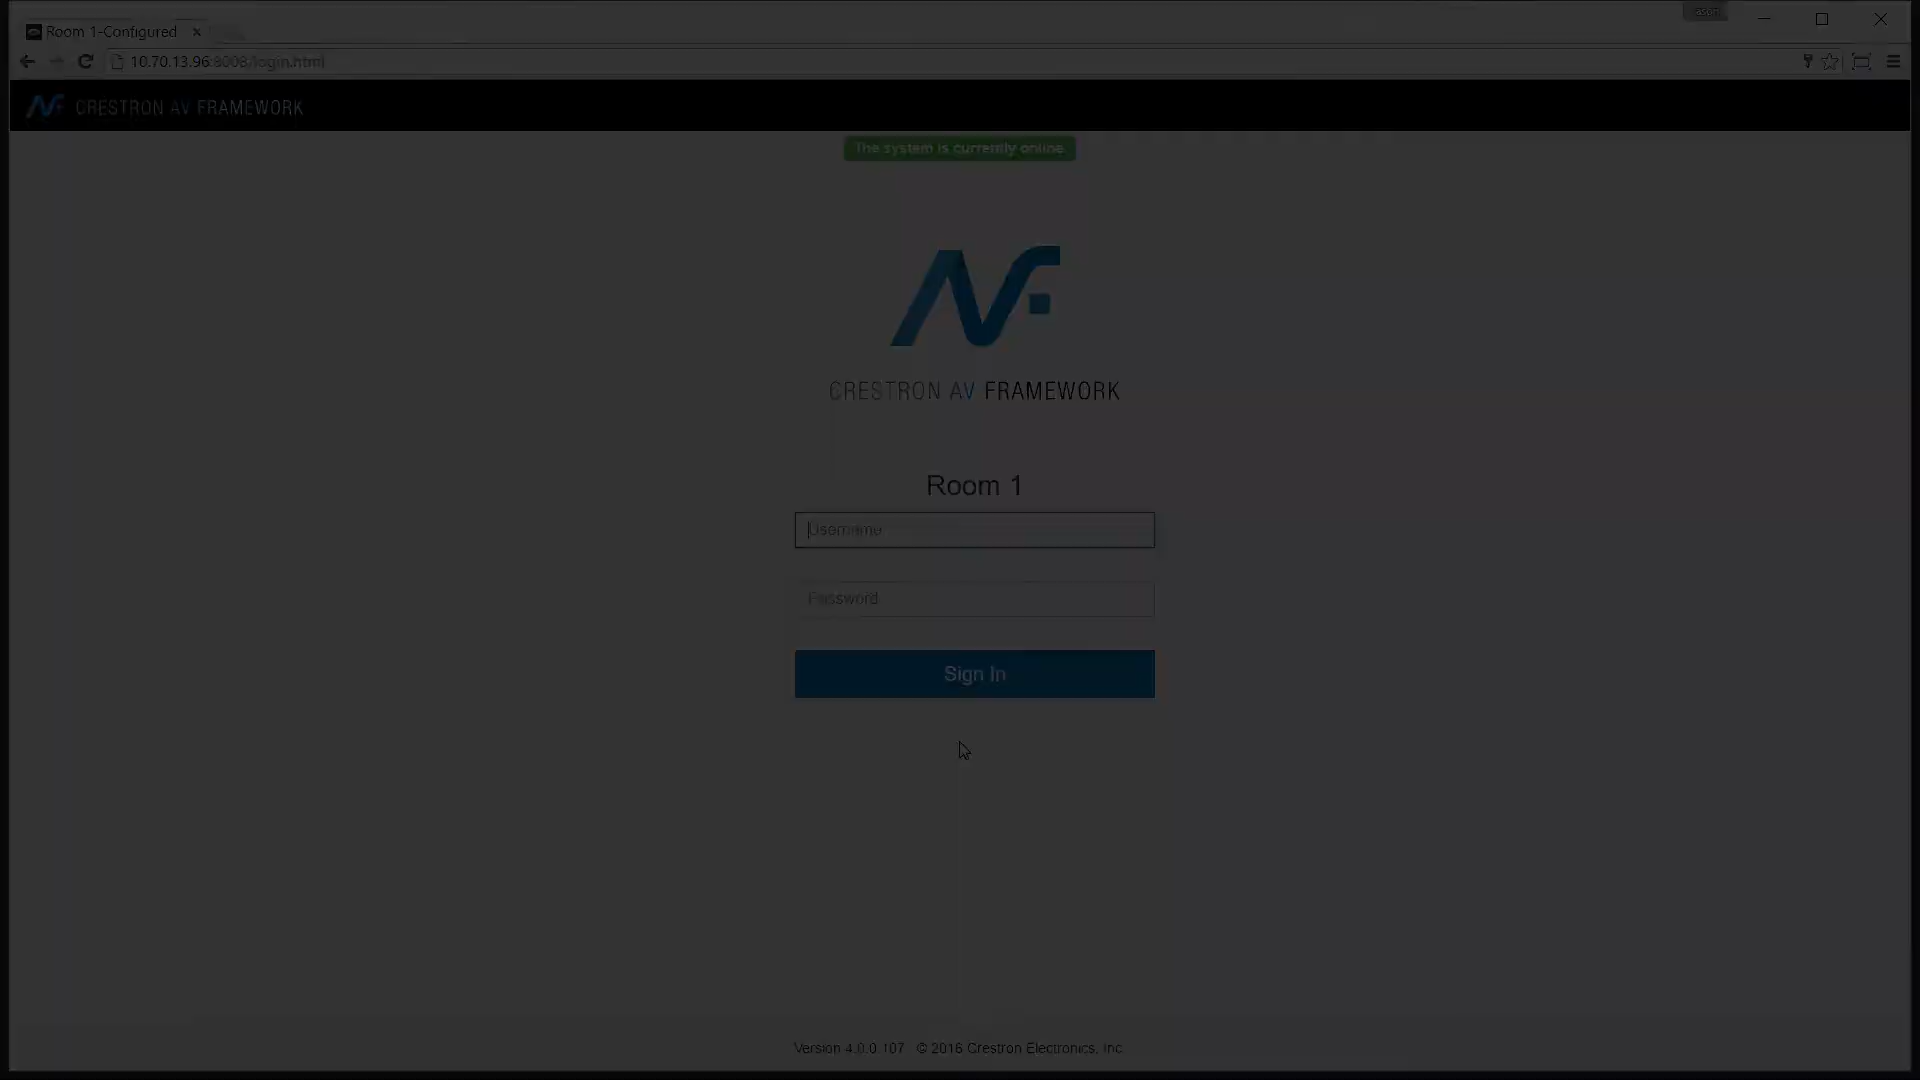 Room 1-Configured
10.70.13.96:8008/login.html
CRESTRON AV FRAMEWORK
The system is currently online.
CRESTRON AV FRAMEWORK
Room 1
Username
Password
Sign In
Version 4.0.0.107 © 2016 Crestron Electronics, Inc.